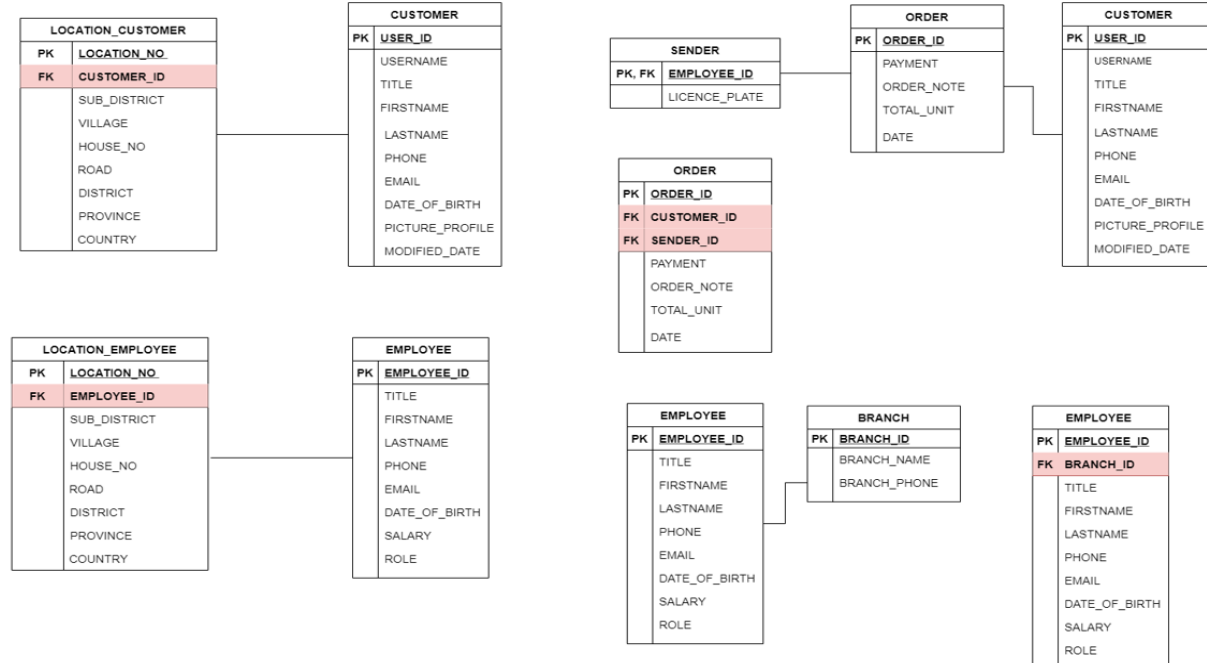 LOCATION_CUSTOMER
PK LOCATION_NO
FK CUSTOMER_ID
SUB_DISTRICT
VILLAGE
HOUSE_NO
ROAD
DISTRICT
PROVINCE
COUNTRY
CUSTOMER
PK USER_ID
USERNAME
TITLE
FIRSTNAME
LASTNAME
PHONE
EMAIL
DATE_OF_BIRTH
PICTURE_PROFILE
MODIFIED_DATE
SENDER
PK, FK EMPLOYEE_ID
LICENCE_PLATE
ORDER
PK ORDER_ID
PAYMENT
ORDER_NOTE
TOTAL_UNIT
DATE
CUSTOMER
PK USER_ID
USERNAME
TITLE
FIRSTNAME
LASTNAME
PHONE
EMAIL
DATE_OF_BIRTH
PICTURE_PROFILE
MODIFIED_DATE
ORDER
PK ORDER_ID
FK CUSTOMER_ID
FK SENDER_ID
PAYMENT
ORDER_NOTE
TOTAL_UNIT
DATE
LOCATION_EMPLOYEE
PK LOCATION_NO
FK EMPLOYEE_ID
SUB_DISTRICT
VILLAGE
HOUSE_NO
ROAD
DISTRICT
PROVINCE
COUNTRY
EMPLOYEE
PK EMPLOYEE_ID
TITLE
FIRSTNAME
LASTNAME
PHONE
EMAIL
DATE_OF_BIRTH
SALARY
ROLE
EMPLOYEE
PK EMPLOYEE_ID
TITLE
FIRSTNAME
LASTNAME
PHONE
EMAIL
DATE_OF_BIRTH
SALARY
ROLE
BRANCH
PK BRANCH_ID
BRANCH_NAME
BRANCH_PHONE
EMPLOYEE
PK EMPLOYEE_ID
FK BRANCH_ID
TITLE
FIRSTNAME
LASTNAME
PHONE
EMAIL
DATE_OF_BIRTH
SALARY
ROLE